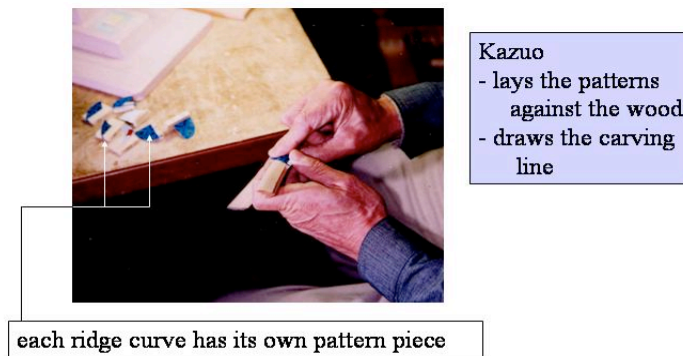 Kazuo
- lays the patterns
against the wood
- draws the carving
line
each ridge curve has its own pattern piece